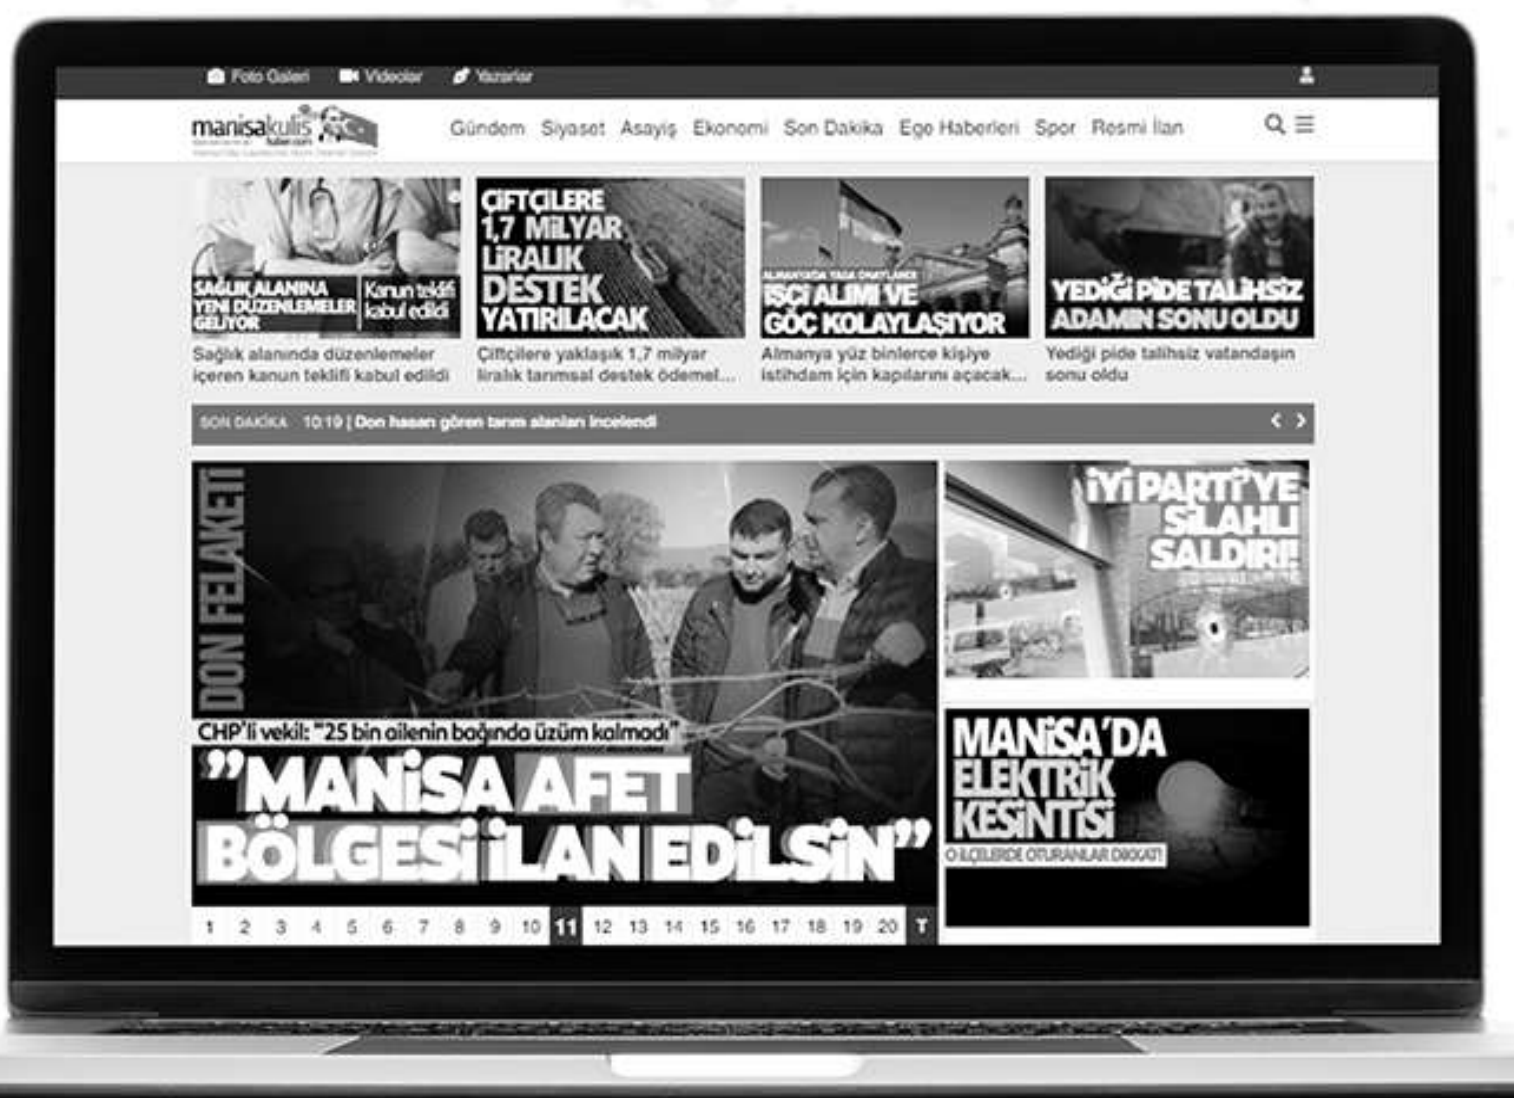 Foto Galeri Videolar Yazarlar
manisakulis
haber.com
Gündem Siyaset Asayiş Ekonomi Son Dakika Ege Haberleri Spor Resmi İlan
SAĞLIK ALANINA
YENİ DÜZENLEMELER
GELİYOR
Kanun teklifi
kabul edildi
Sağlık alanında düzenlemeler
içeren kanun teklifi kabul edildi
ÇİFTÇİLERE
1,7 MİLYAR
LİRALIK
DESTEK
YATIRILACAK
Çiftçilere yaklaşık 1,7 milyar
liralık tarımsal destek ödemel...
ALMANYA'DA YASA ONAYLANDI
İŞÇİ ALIMI VE
GÖÇ KOLAYLAŞIYOR
Almanya yüz binlerce kişiye
istihdam için kapılarını açacak...
YEDİĞİ PİDE TALİHSİZ
ADAMIN SONU OLDU
Yediği pide talihsiz vatandaşın
sonu oldu
SON DAKİKA 10:19 | Don hasarı gören tarım alanları incelendi
DON FELAKETİ
CHP'li vekil: "25 bin ailenin bağında üzüm kalmadı"
"MANİSA AFET
BÖLGESİ İLAN EDİLSİN"
1 2 3 4 5 6 7 8 9 10 11 12 13 14 15 16 17 18 19 20 T
İYİ PARTİ'YE
SİLAHLI
SALDIRI!
MANİSA'DA
ELEKTRİK
KESİNTİSİ
O İLÇELERDE OTURANLAR DİKKAT!